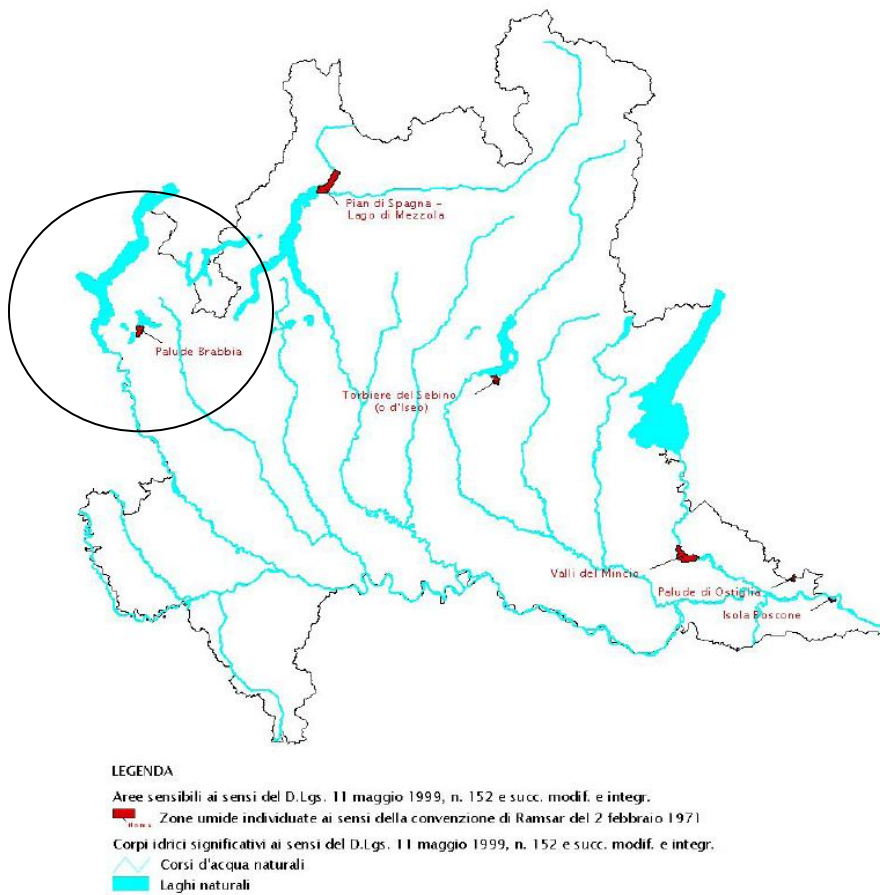 Pian di Spagna -
Lago di Mezzola
Palude Brabbia
Torbiere del Sebino
(o d'Iseo)
Valli del Mincio
Palude di Ostiglia
Isola Boscone
LEGENDA
Aree sensibili ai sensi del D.Lgs. 11 maggio 1999, n. 152 e succ. modif. e integr.
Nome
Zone umide individuate ai sensi della convenzione di Ramsar del 2 febbraio 1971
Corpi idrici significativi ai sensi del D.Lgs. 11 maggio 1999, n. 152 e succ. modif. e integr.
Corsi d'acqua naturali
Laghi naturali